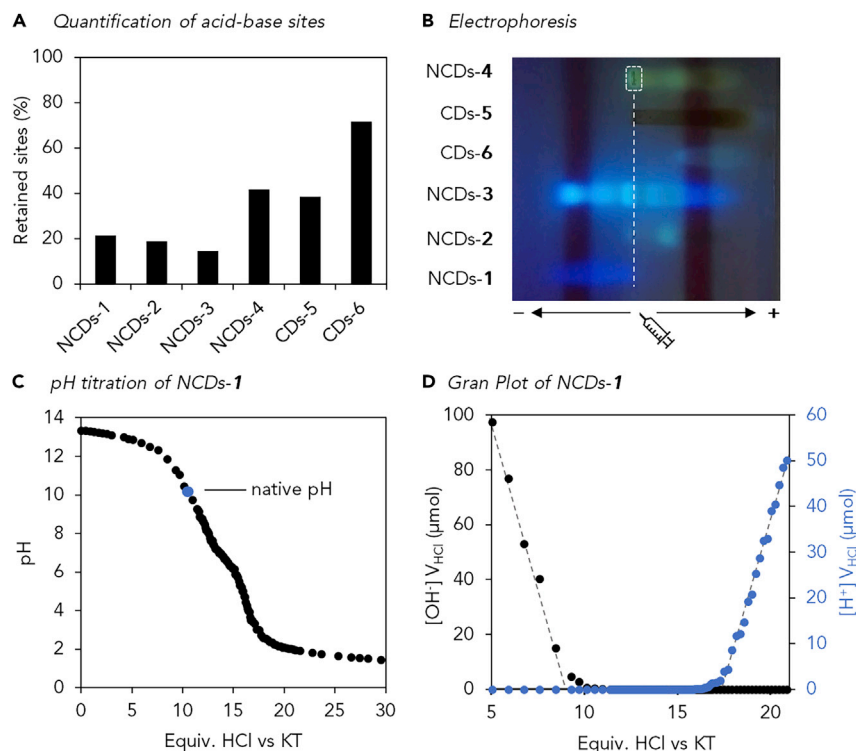 A Quantification of acid-base sites
Retained sites (%)
100
80
60
40
20
0
NCDs-1
NCDs-2
NCDs-3
NCDs-4
CDs-5
CDs-6
B Electrophoresis
NCDs-4
CDs-5
CDs-6
NCDs-3
NCDs-2
NCDs-1
− +
C pH titration of NCDs-1
pH
14
12
10
8
6
4
2
0
native pH
0 5 10 15 20 25 30
Equiv. HCl vs KT
D Gran Plot of NCDs-1
[OH-] VHCl (μmol)
100
80
60
40
20
0
60
50
40
30
20
10
0
[H+] VHCl (μmol)
5 10 15 20
Equiv. HCl vs KT